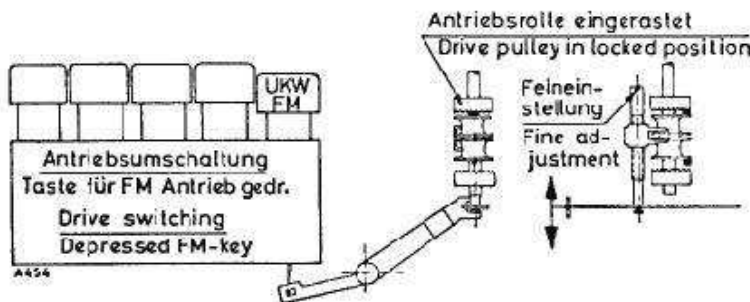 Antriebsrolle eingerastet
Drive pulley in locked position
UKW
FM
Feinein-
stellung
Fine ad-
justment
Antriebsumschaltung
Taste für FM Antrieb gedr.
Drive switching
Depressed FM-key
A454